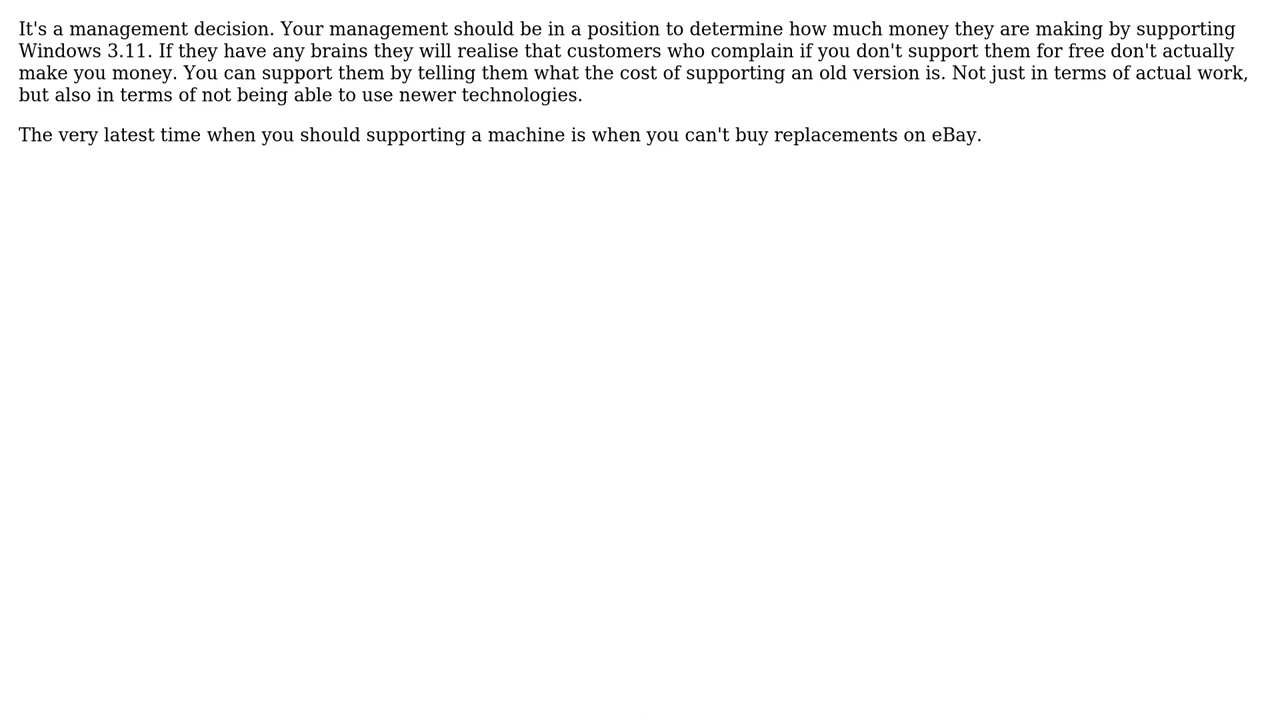 It's a management decision. Your management should be in a position to determine how much money they are making by supporting
Windows 3.11. If they have any brains they will realise that customers who complain if you don't support them for free don't actually
make you money. You can support them by telling them what the cost of supporting an old version is. Not just in terms of actual work,
but also in terms of not being able to use newer technologies.
The very latest time when you should supporting a machine is when you can't buy replacements on eBay.